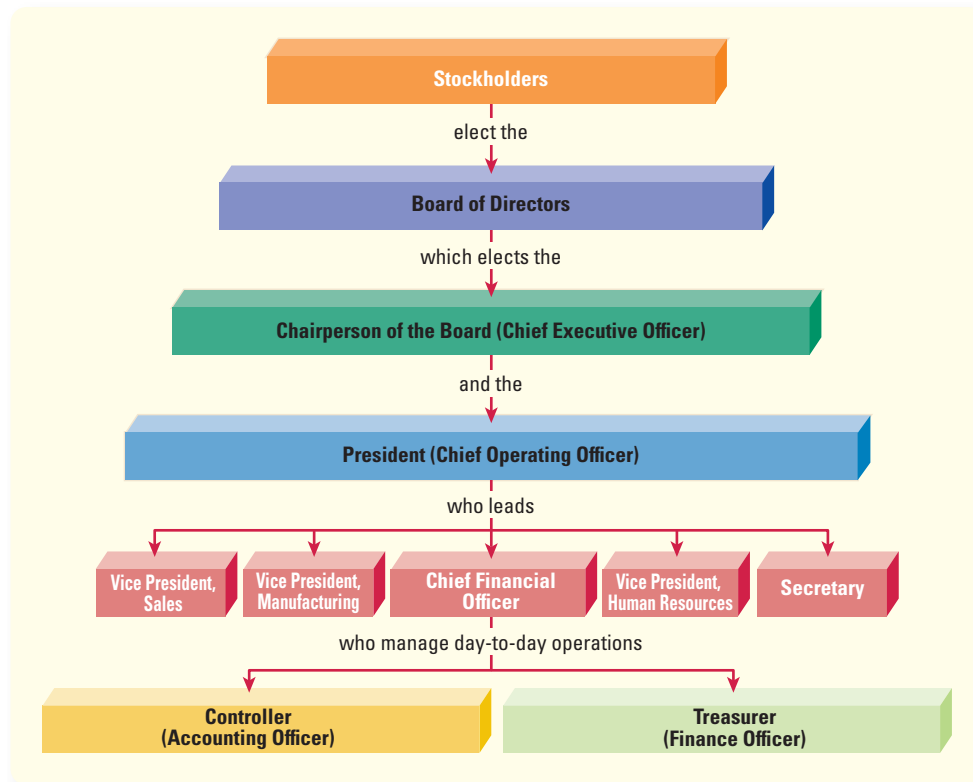 Stockholders
elect the
Board of Directors
which elects the
Chairperson of the Board (Chief Executive Officer)
and the
President (Chief Operating Officer)
who leads
Vice President,
Sales
Vice President,
Manufacturing
Chief Financial
Officer
Vice President,
Human Resources
Secretary
who manage day-to-day operations
Controller
(Accounting Officer)
Treasurer
(Finance Officer)